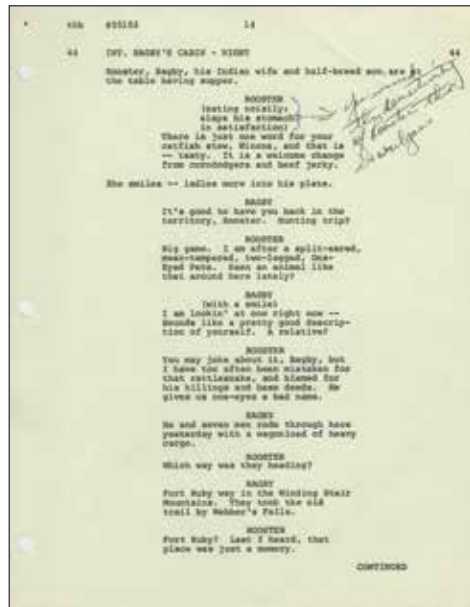 14
44 INT. BAGBY'S CABIN - NIGHT 44
Rooster, Bagby, his Indian wife and half-breed son are at
the table having supper.
ROOSTER
(eating noisily;
slaps his stomach
in satisfaction)
There is just one word for your
catfish stew, Winona, and that is
-- tasty. It is a welcome change
from corndodgers and beef jerky.
She smiles -- ladles more into his plate.
BAGBY
It's good to have you back in the
territory, Rooster. Hunting trip?
ROOSTER
Big game. I am after a split-eared,
mean-tempered, two-legged, One-
Eyed Pete. Seen an animal like
that around here lately?
BAGBY
(with a smile)
I am lookin' at one right now --
Sounds like a pretty good descrip-
tion of yourself. A relative?
ROOSTER
You may joke about it, Bagby, but
I have too often been mistaken for
that rattlesnake, and blamed for
his killings and base deeds. He
gives us one-eyes a bad name.
BAGBY
He and seven men rode through here
yesterday with a wagonload of heavy
cargo.
ROOSTER
Which way was they heading?
BAGBY
Fort Ruby way in the Winding Stair
Mountains. They took the old
trail by Webber's Falls.
ROOSTER
Fort Ruby? Last I heard, that
place was just a memory.
CONTINUED